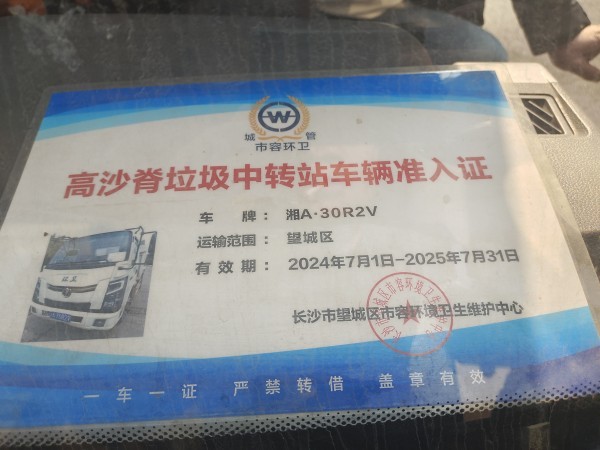 城 W 管
市容环卫
高沙脊垃圾中转站车辆准入证
车 牌：湘A·30R2V
运输范围：望城区
有 效 期：2024年7月1日-2025年7月31日
长沙市望城区市容环境卫生维护中心
一车一证 严禁转借 盖章有效